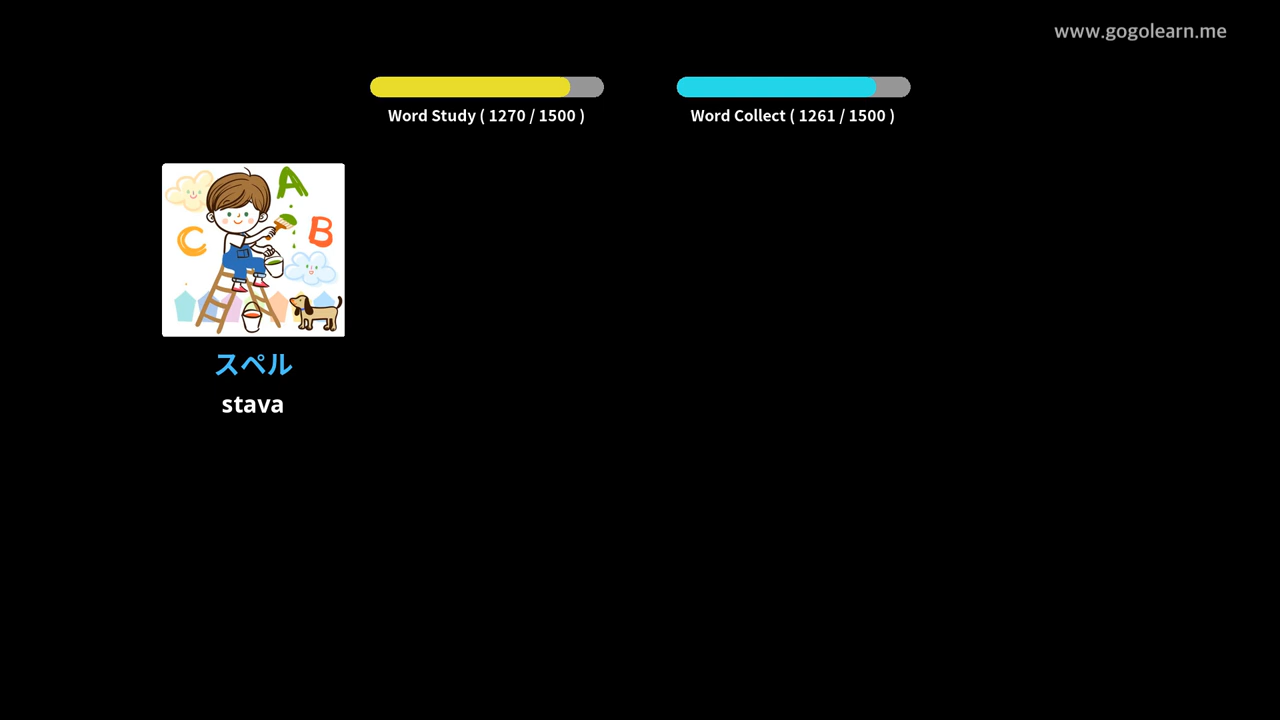 www.gogolearn.me
Word Study ( 1270 / 1500 )
Word Collect ( 1261 / 1500 )
A
B
C
スペル
stava